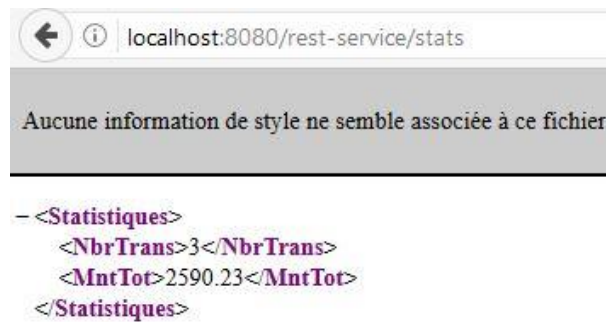 localhost:8080/rest-service/stats
Aucune information de style ne semble associée à ce fichier
– <Statistiques>
<NbrTrans>3</NbrTrans>
<MntTot>2590.23</MntTot>
</Statistiques>